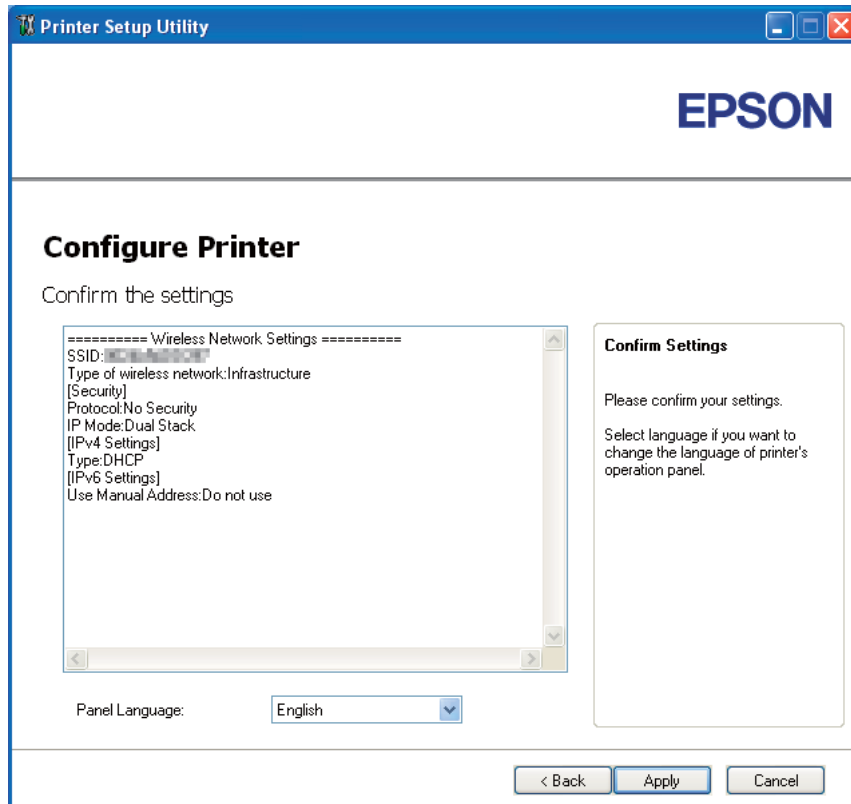 Printer Setup Utility
EPSON
Configure Printer
Confirm the settings
========== Wireless Network Settings ==========
SSID:
Type of wireless network:Infrastructure
[Security]
Protocol:No Security
IP Mode:Dual Stack
[IPv4 Settings]
Type:DHCP
[IPv6 Settings]
Use Manual Address:Do not use
Confirm Settings
Please confirm your settings.
Select language if you want to
change the language of printer's
operation panel.
Panel Language:
English
< Back
Apply
Cancel